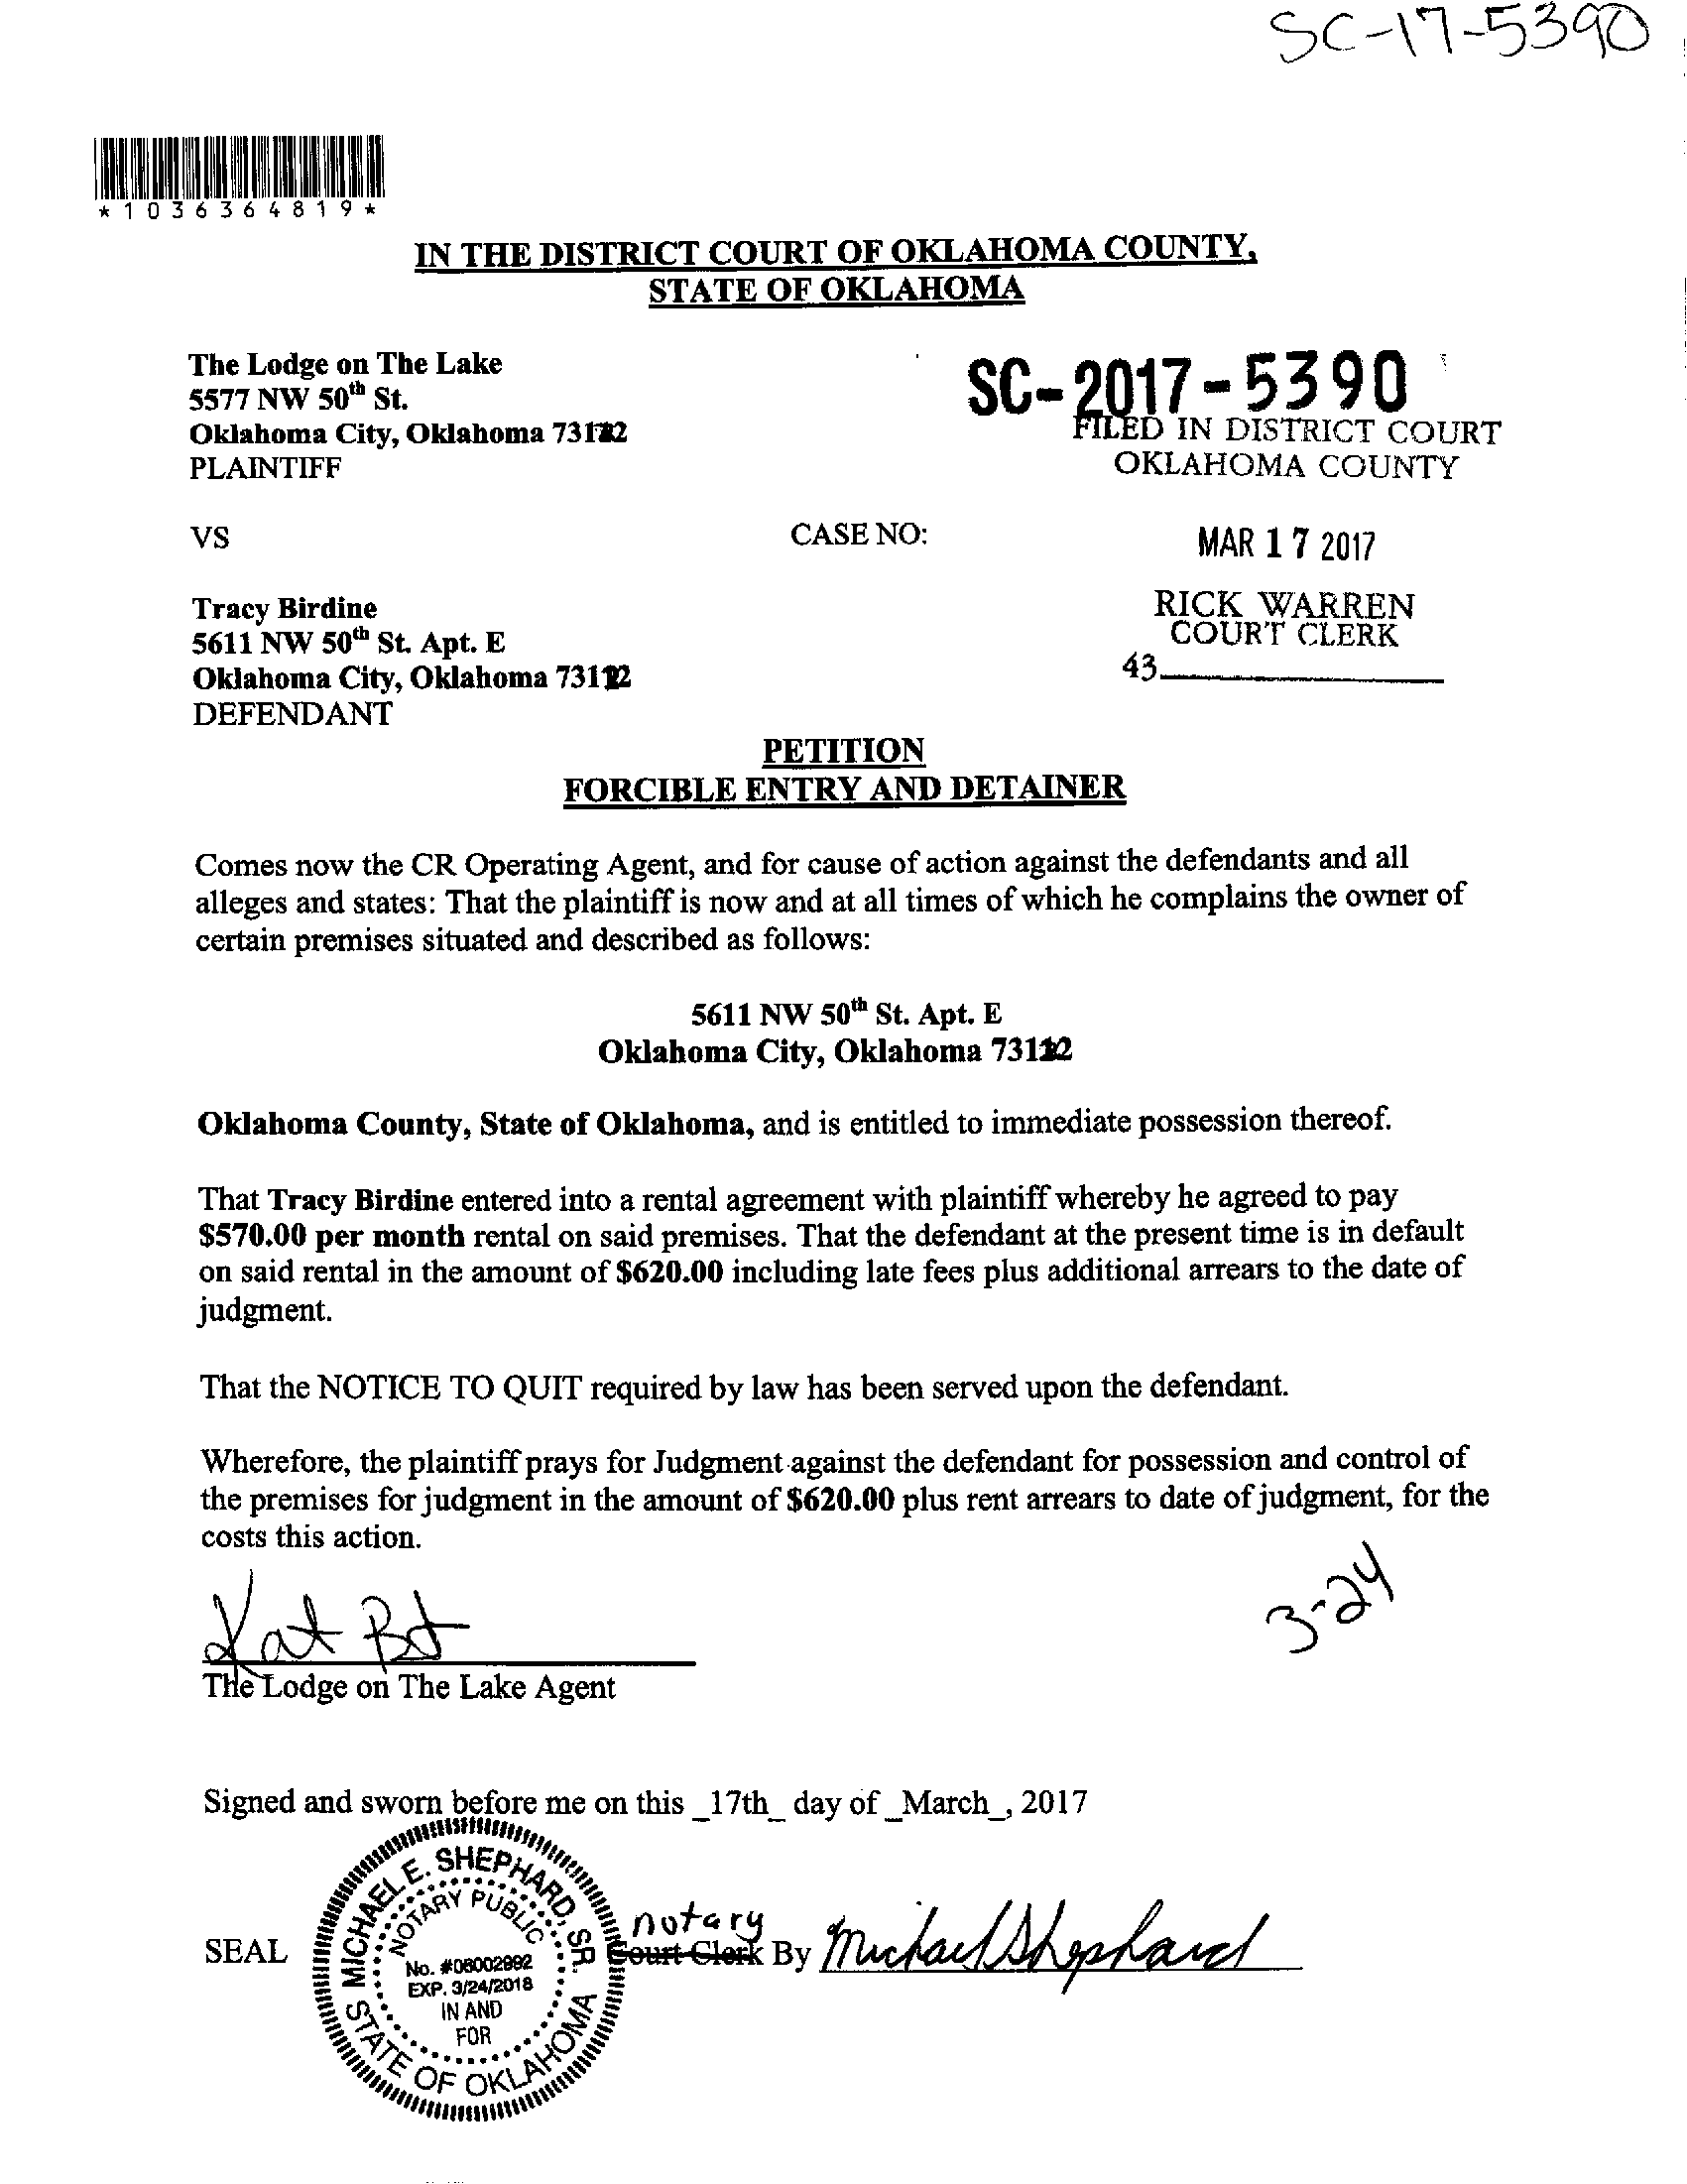 SC-17-5390
*1036364819*
IN THE DISTRICT COURT OF OKLAHOMA COUNTY,
STATE OF OKLAHOMA
The Lodge on The Lake
5577 NW 50th St.
Oklahoma City, Oklahoma
PLAINTIFF
SC-2017-5390
FILED IN DISTRICT COURT
OKLAHOMA COUNTY
VS
CASE NO:
MAR 17 2017
RICK WARREN
COURT CLERK
43
Tracy Birdine
5611 NW 50th St. Apt. E
Oklahoma City, Oklahoma
DEFENDANT
PETITION
FORCIBLE ENTRY AND DETAINER
Comes now the CR Operating Agent, and for cause of action against the defendants and all
alleges and states: That the plaintiff is now and at all times of which he complains the owner of
certain premises situated and described as follows:
5611 NW 50th St. Apt. E
Oklahoma City, Oklahoma
Oklahoma County, State of Oklahoma, and is entitled to immediate possession thereof.
That Tracy Birdine entered into a rental agreement with plaintiff whereby he agreed to pay
$570.00 per month rental on said premises. That the defendant at the present time is in default
on said rental in the amount of $620.00 including late fees plus additional arrears to the date of
judgment.
That the NOTICE TO QUIT required by law has been served upon the defendant.
Wherefore, the plaintiff prays for Judgment against the defendant for possession and control of
the premises for judgment in the amount of $620.00 plus rent arrears to date of judgment, for the
costs this action.
3-24
Kat
The Lodge on The Lake Agent
Signed and sworn before me on this _17th_ day of _March_, 2017
MICHAEL E. SHEPHARD, SR.
NOTARY PUBLIC
No. #06002992
EXP. 3/24/2018
IN AND
FOR
STATE OF OKLAHOMA
notary
SEAL Court Clerk By Michael Shephard